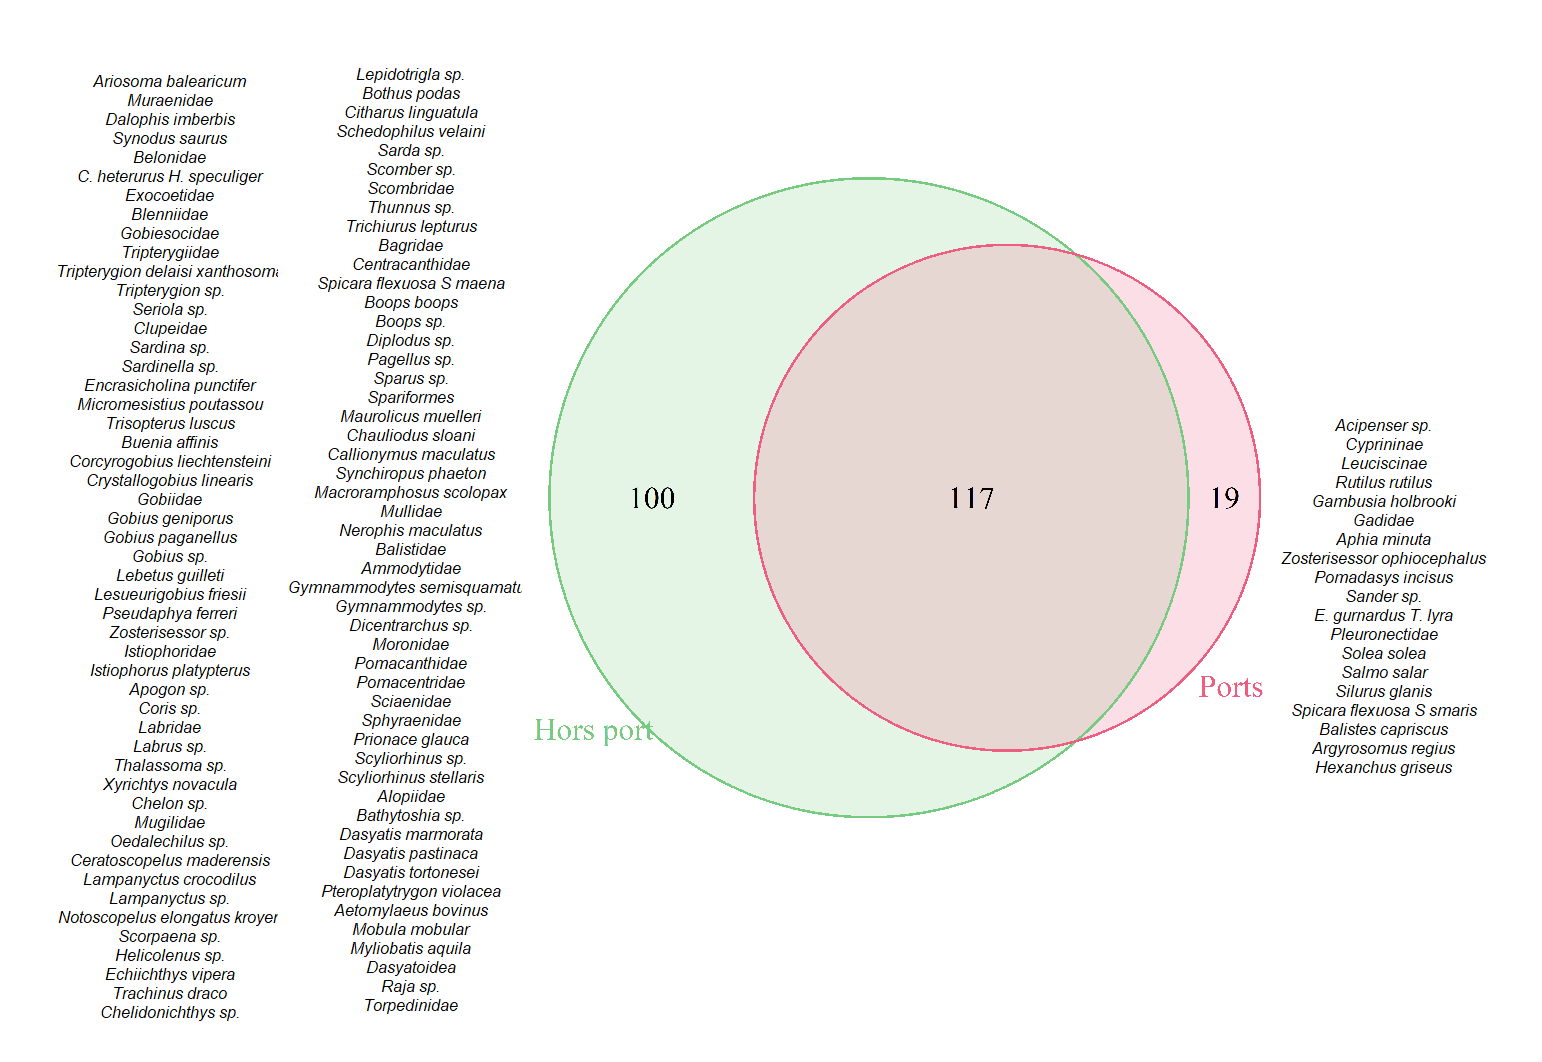 Ariosoma balearicum
Muraenidae
Dalophis imberbis
Synodus saurus
Belonidae
C. heterurus H. speculiger
Exocoetidae
Blenniidae
Gobiesocidae
Tripterygiidae
Tripterygion delaisi xanthosoma
Tripterygion sp.
Seriola sp.
Clupeidae
Sardina sp.
Sardinella sp.
Encrasicholina punctifer
Micromesistius poutassou
Trisopterus luscus
Buenia affinis
Corcyrogobius liechtensteini
Crystallogobius linearis
Gobiidae
Gobius geniporus
Gobius paganellus
Gobius sp.
Lebetus guilleti
Lesueurigobius friesii
Pseudaphya ferreri
Zosterisessor sp.
Istiophoridae
Istiophorus platypterus
Apogon sp.
Coris sp.
Labridae
Labrus sp.
Thalassoma sp.
Xyrichtys novacula
Chelon sp.
Mugilidae
Oedalechilus sp.
Ceratoscopelus maderensis
Lampanyctus crocodilus
Lampanyctus sp.
Notoscopelus elongatus kroyer
Scorpaena sp.
Helicolenus sp.
Echiichthys vipera
Trachinus draco
Chelidonichthys sp.
Lepidotrigla sp.
Bothus podas
Citharus linguatula
Schedophilus velaini
Sarda sp.
Scomber sp.
Scombridae
Thunnus sp.
Trichiurus lepturus
Bagridae
Centracanthidae
Spicara flexuosa S maena
Boops boops
Boops sp.
Diplodus sp.
Pagellus sp.
Sparus sp.
Spariformes
Maurolicus muelleri
Chauliodus sloani
Callionymus maculatus
Synchiropus phaeton
Macroramphosus scolopax
Mullidae
Nerophis maculatus
Balistidae
Ammodytidae
Gymnammodytes semisquamatu
Gymnammodytes sp.
Dicentrarchus sp.
Moronidae
Pomacanthidae
Pomacentridae
Sciaenidae
Sphyraenidae
Prionace glauca
Scyliorhinus sp.
Scyliorhinus stellaris
Alopiidae
Bathytoshia sp.
Dasyatis marmorata
Dasyatis pastinaca
Dasyatis tortonesei
Pteroplatytrygon violacea
Aetomylaeus bovinus
Mobula mobular
Myliobatis aquila
Dasyatoidea
Raja sp.
Torpedinidae
100
117
19
Hors port
Ports
Acipenser sp.
Cyprininae
Leuciscinae
Rutilus rutilus
Gambusia holbrooki
Gadidae
Aphia minuta
Zosterisessor ophiocephalus
Pomadasys incisus
Sander sp.
E. gurnardus T. lyra
Pleuronectidae
Solea solea
Salmo salar
Silurus glanis
Spicara flexuosa S smaris
Balistes capriscus
Argyrosomus regius
Hexanchus griseus